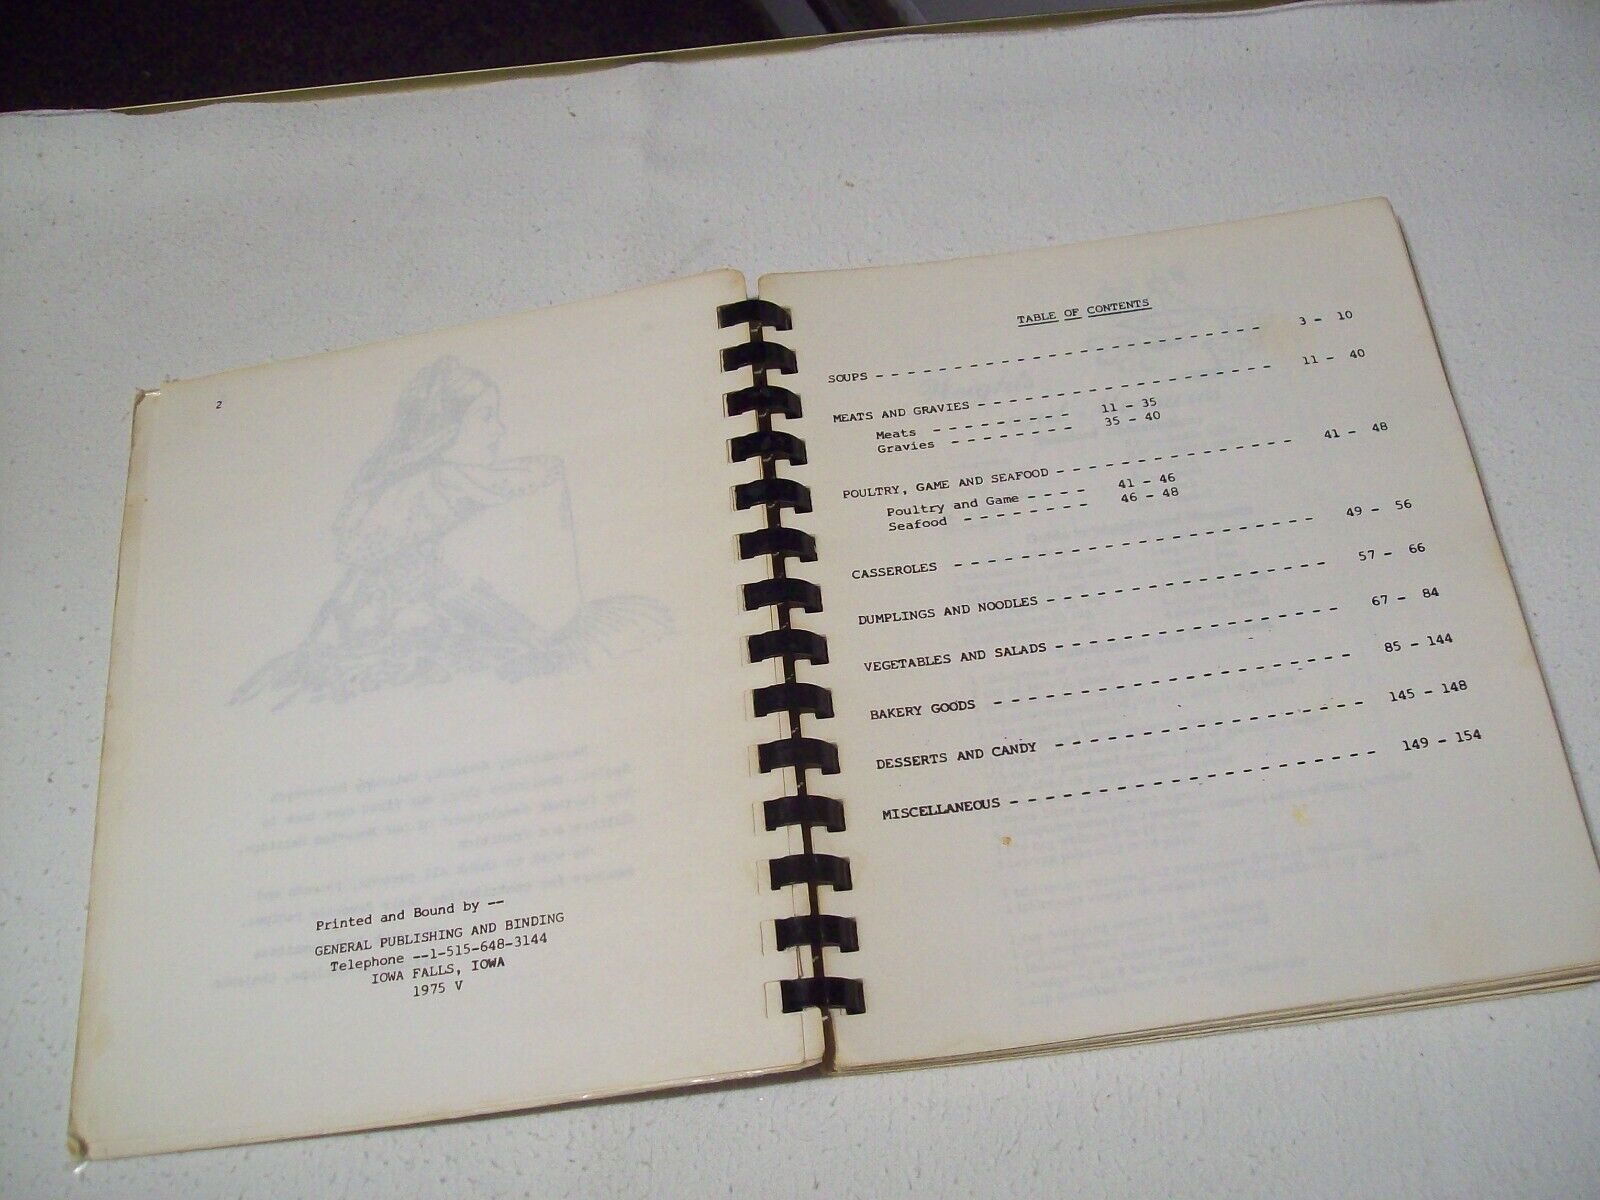 2
Printed and Bound by --
GENERAL PUBLISHING AND BINDING
Telephone --1-515-648-3144
IOWA FALLS, IOWA
1975 V
TABLE OF CONTENTS
SOUPS - - - - - - - - - - - - - - - - - - - - - - - - - 3 - 10
MEATS AND GRAVIES - - - - - - - - - - - - - - - - - - - 11 - 40
Meats - - - - - - - - - 11 - 35
Gravies - - - - - - - - 35 - 40
POULTRY, GAME AND SEAFOOD - - - - - - - - - - - - - - - 41 - 48
Poultry and Game - - - - 41 - 46
Seafood - - - - - - - - 46 - 48
CASSEROLES - - - - - - - - - - - - - - - - - - - - - - - 49 - 56
DUMPLINGS AND NOODLES - - - - - - - - - - - - - - - - - 57 - 66
VEGETABLES AND SALADS - - - - - - - - - - - - - - - - - 67 - 84
BAKERY GOODS - - - - - - - - - - - - - - - - - - - - - - 85 - 144
DESSERTS AND CANDY - - - - - - - - - - - - - - - - - - - 145 - 148
MISCELLANEOUS - - - - - - - - - - - - - - - - - - - - - - 149 - 154